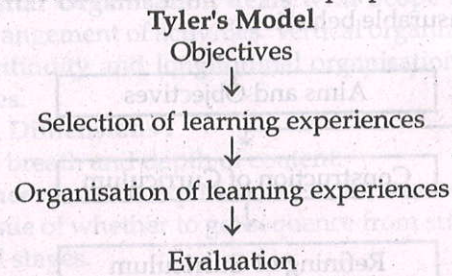 Tyler's Model
Objectives
Selection of learning experiences
Organisation of learning experiences
Evaluation